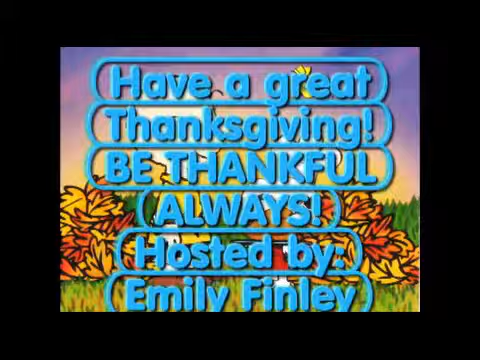 Have a great
Thanksgiving!
BE THANKFUL
ALWAYS!
Hosted by:
Emily Finley